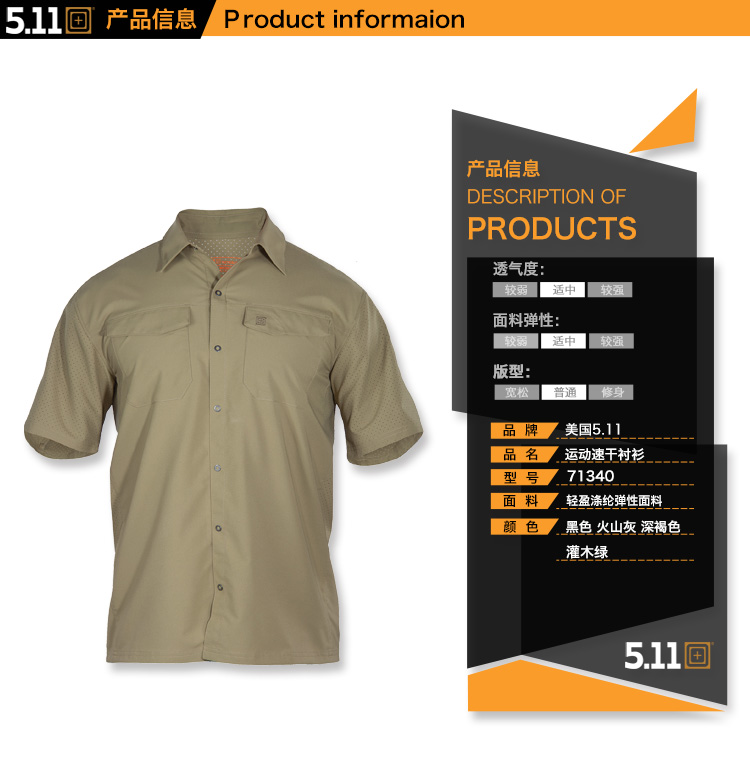 5.11 产品信息 Product informaion
产品信息
DESCRIPTION OF
PRODUCTS
透气度：
较弱 适中 较强
面料弹性：
较弱 适中 较强
版型：
宽松 普通 修身
品 牌 美国5.11
品 名 运动速干衬衫
型 号 71340
面 料 轻盈涤纶弹性面料
颜 色 黑色 火山灰 深褐色
灌木绿
5.11